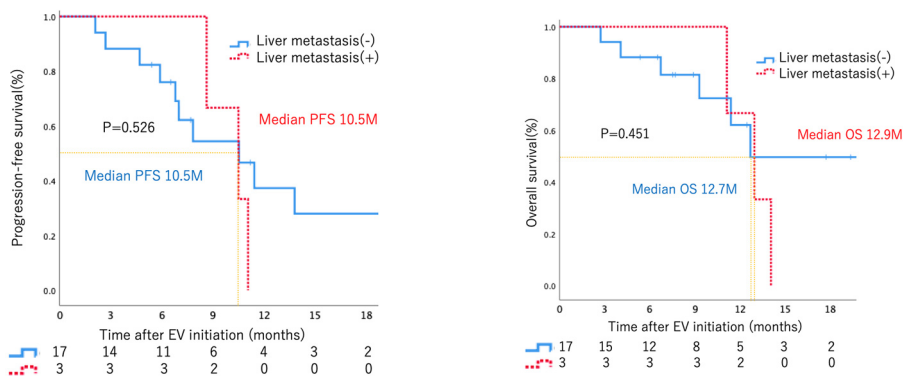 Progression-free survival(%)
1.0
0.8
0.6
0.4
0.2
0.0
Liver metastasis(-)
Liver metastasis(+)
P=0.526
Median PFS 10.5M
Median PFS 10.5M
0 3 6 9 12 15 18
Time after EV initiation (months)
17 14 11 6 4 3 2
3 3 3 2 0 0 0
Overall survival(%)
1.0
0.8
0.6
0.4
0.2
0.0
Liver metastasis(-)
Liver metastasis(+)
P=0.451
Median OS 12.9M
Median OS 12.7M
0 3 6 9 12 15 18
Time after EV initiation (months)
17 15 12 8 5 3 2
3 3 3 3 2 0 0